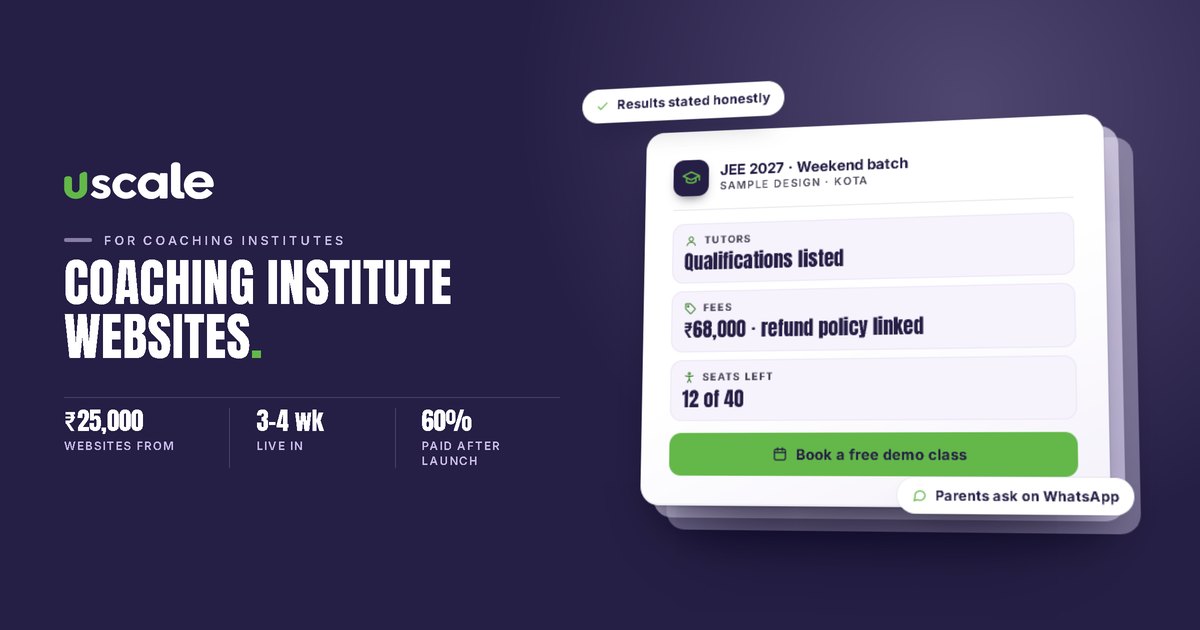 uscale
FOR COACHING INSTITUTES
COACHING INSTITUTE
WEBSITES.
₹25,000
WEBSITES FROM
3-4 wk
LIVE IN
60%
PAID AFTER
LAUNCH
Results stated honestly
JEE 2027 · Weekend batch
SAMPLE DESIGN · KOTA
TUTORS
Qualifications listed
FEES
₹68,000 · refund policy linked
SEATS LEFT
12 of 40
Book a free demo class
Parents ask on WhatsApp